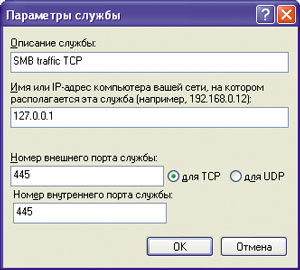 Параметры службы
Описание службы:
SMB traffic TCP
Имя или IP-адрес компьютера вашей сети, на котором
располагается эта служба (например, 192.168.0.12):
127.0.0.1
Номер внешнего порта службы:
445 для TCP для UDP
Номер внутреннего порта службы:
445
OK Отмена